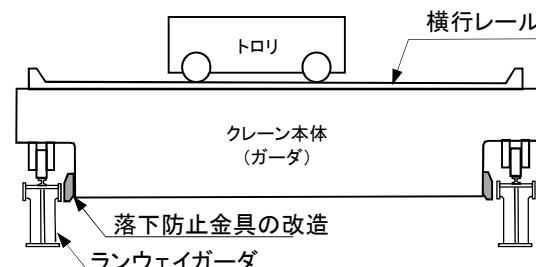 横行レール
トロリ
クレーン本体
(ガーダ)
落下防止金具の改造
ランウェイガーダ